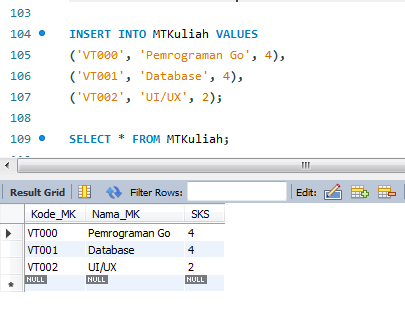 103
104 INSERT INTO MTKuliah VALUES
105 ('VT000', 'Pemrograman Go', 4),
106 ('VT001', 'Database', 4),
107 ('VT002', 'UI/UX', 2);
108
109 SELECT * FROM MTKuliah;
Result Grid Filter Rows: Edit:
Kode_MK Nama_MK SKS
VT000 Pemrograman Go 4
VT001 Database 4
VT002 UI/UX 2
* NULL NULL NULL